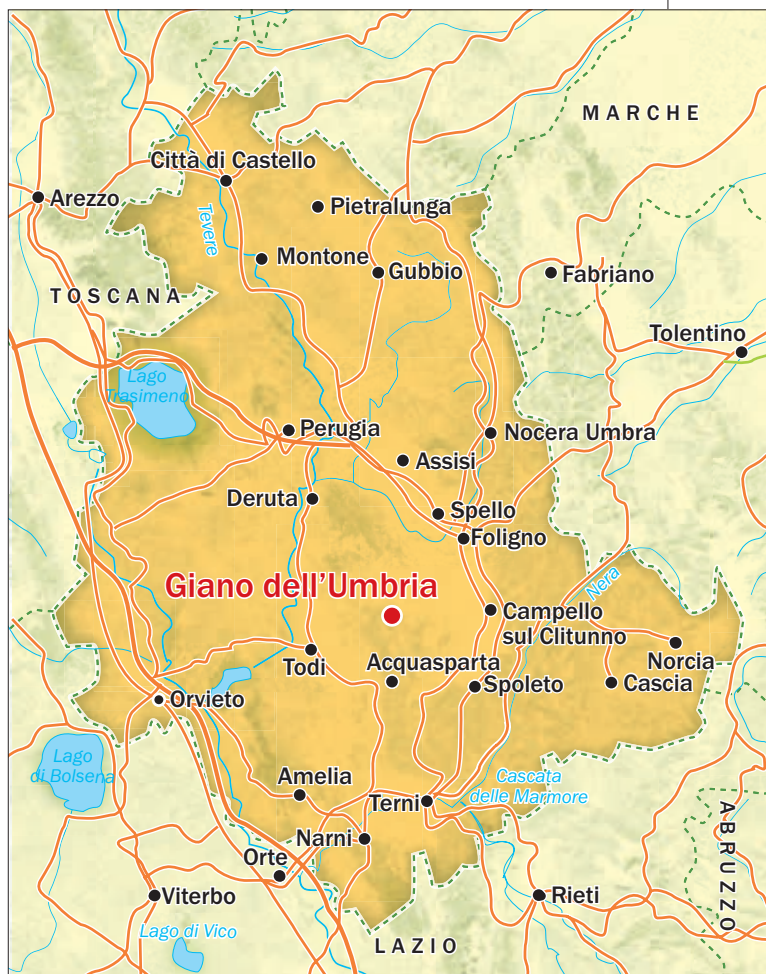 MARCHE
Città di Castello
Arezzo
Pietralunga
Tevere
Montone
Gubbio
Fabriano
TOSCANA
Tolentino
Lago
Trasimeno
Perugia
Nocera Umbra
Assisi
Deruta
Spello
Foligno
Giano dell'Umbria
Nera
Campello
sul Clitunno
Todi
Acquasparta
Norcia
Spoleto
Cascia
Orvieto
Lago
di Bolsena
Amelia
Cascata
delle Marmore
Terni
Narni
ABRUZZO
Orte
Viterbo
Rieti
Lago di Vico
LAZIO